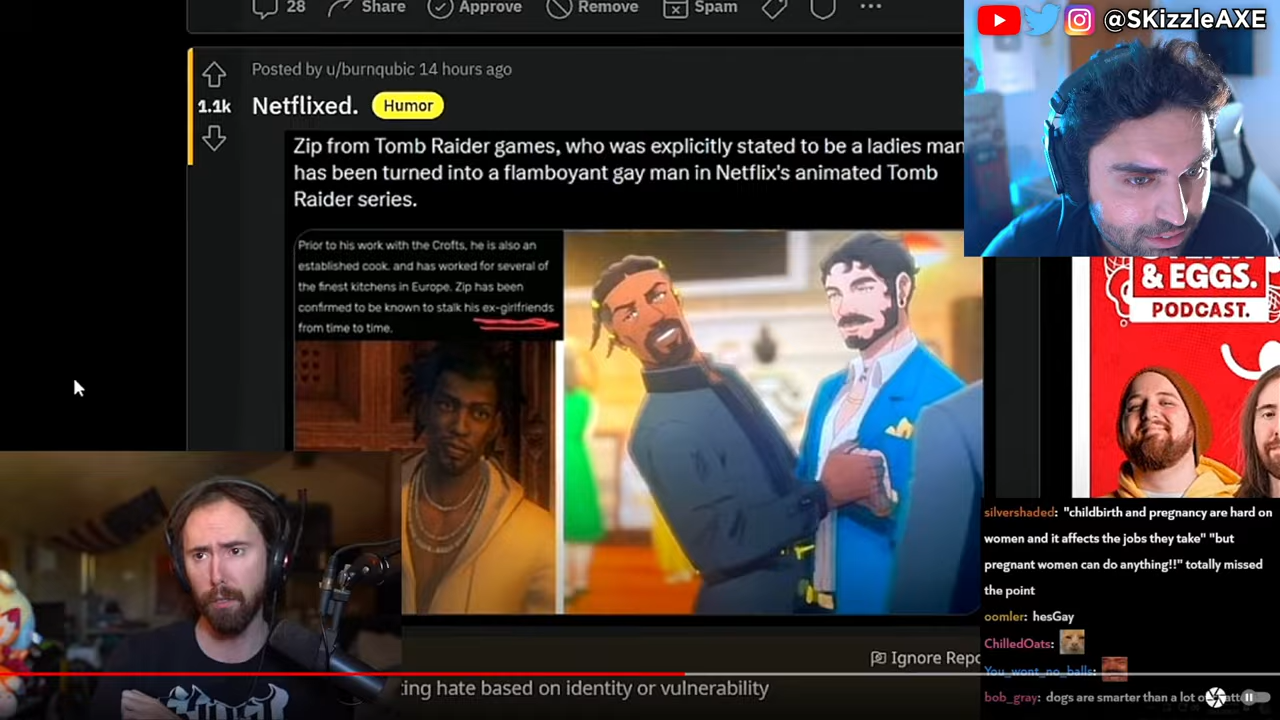 28
Share
Approve
Remove
Spam
@SKizzleAXE
Posted by u/burnqubic 14 hours ago
1.1k
Netflixed.
Humor
Zip from Tomb Raider games, who was explicitly stated to be a ladies man
has been turned into a flamboyant gay man in Netflix's animated Tomb
Raider series.
Prior to his work with the Crofts, he is also an
established cook. and has worked for several of
the finest kitchens in Europe. Zip has been
confirmed to be known to stalk his ex-girlfriends
from time to time.
& EGGS.
PODCAST.
silvershaded: "childbirth and pregnancy are hard on
women and it affects the jobs they take" "but
pregnant women can do anything!!" totally missed
the point
oomler: hesGay
ChilledOats:
You_wont_no_balls:
bob_gray: dogs are smarter than a lot
Ignore Repo
ing hate based on identity or vulnerability